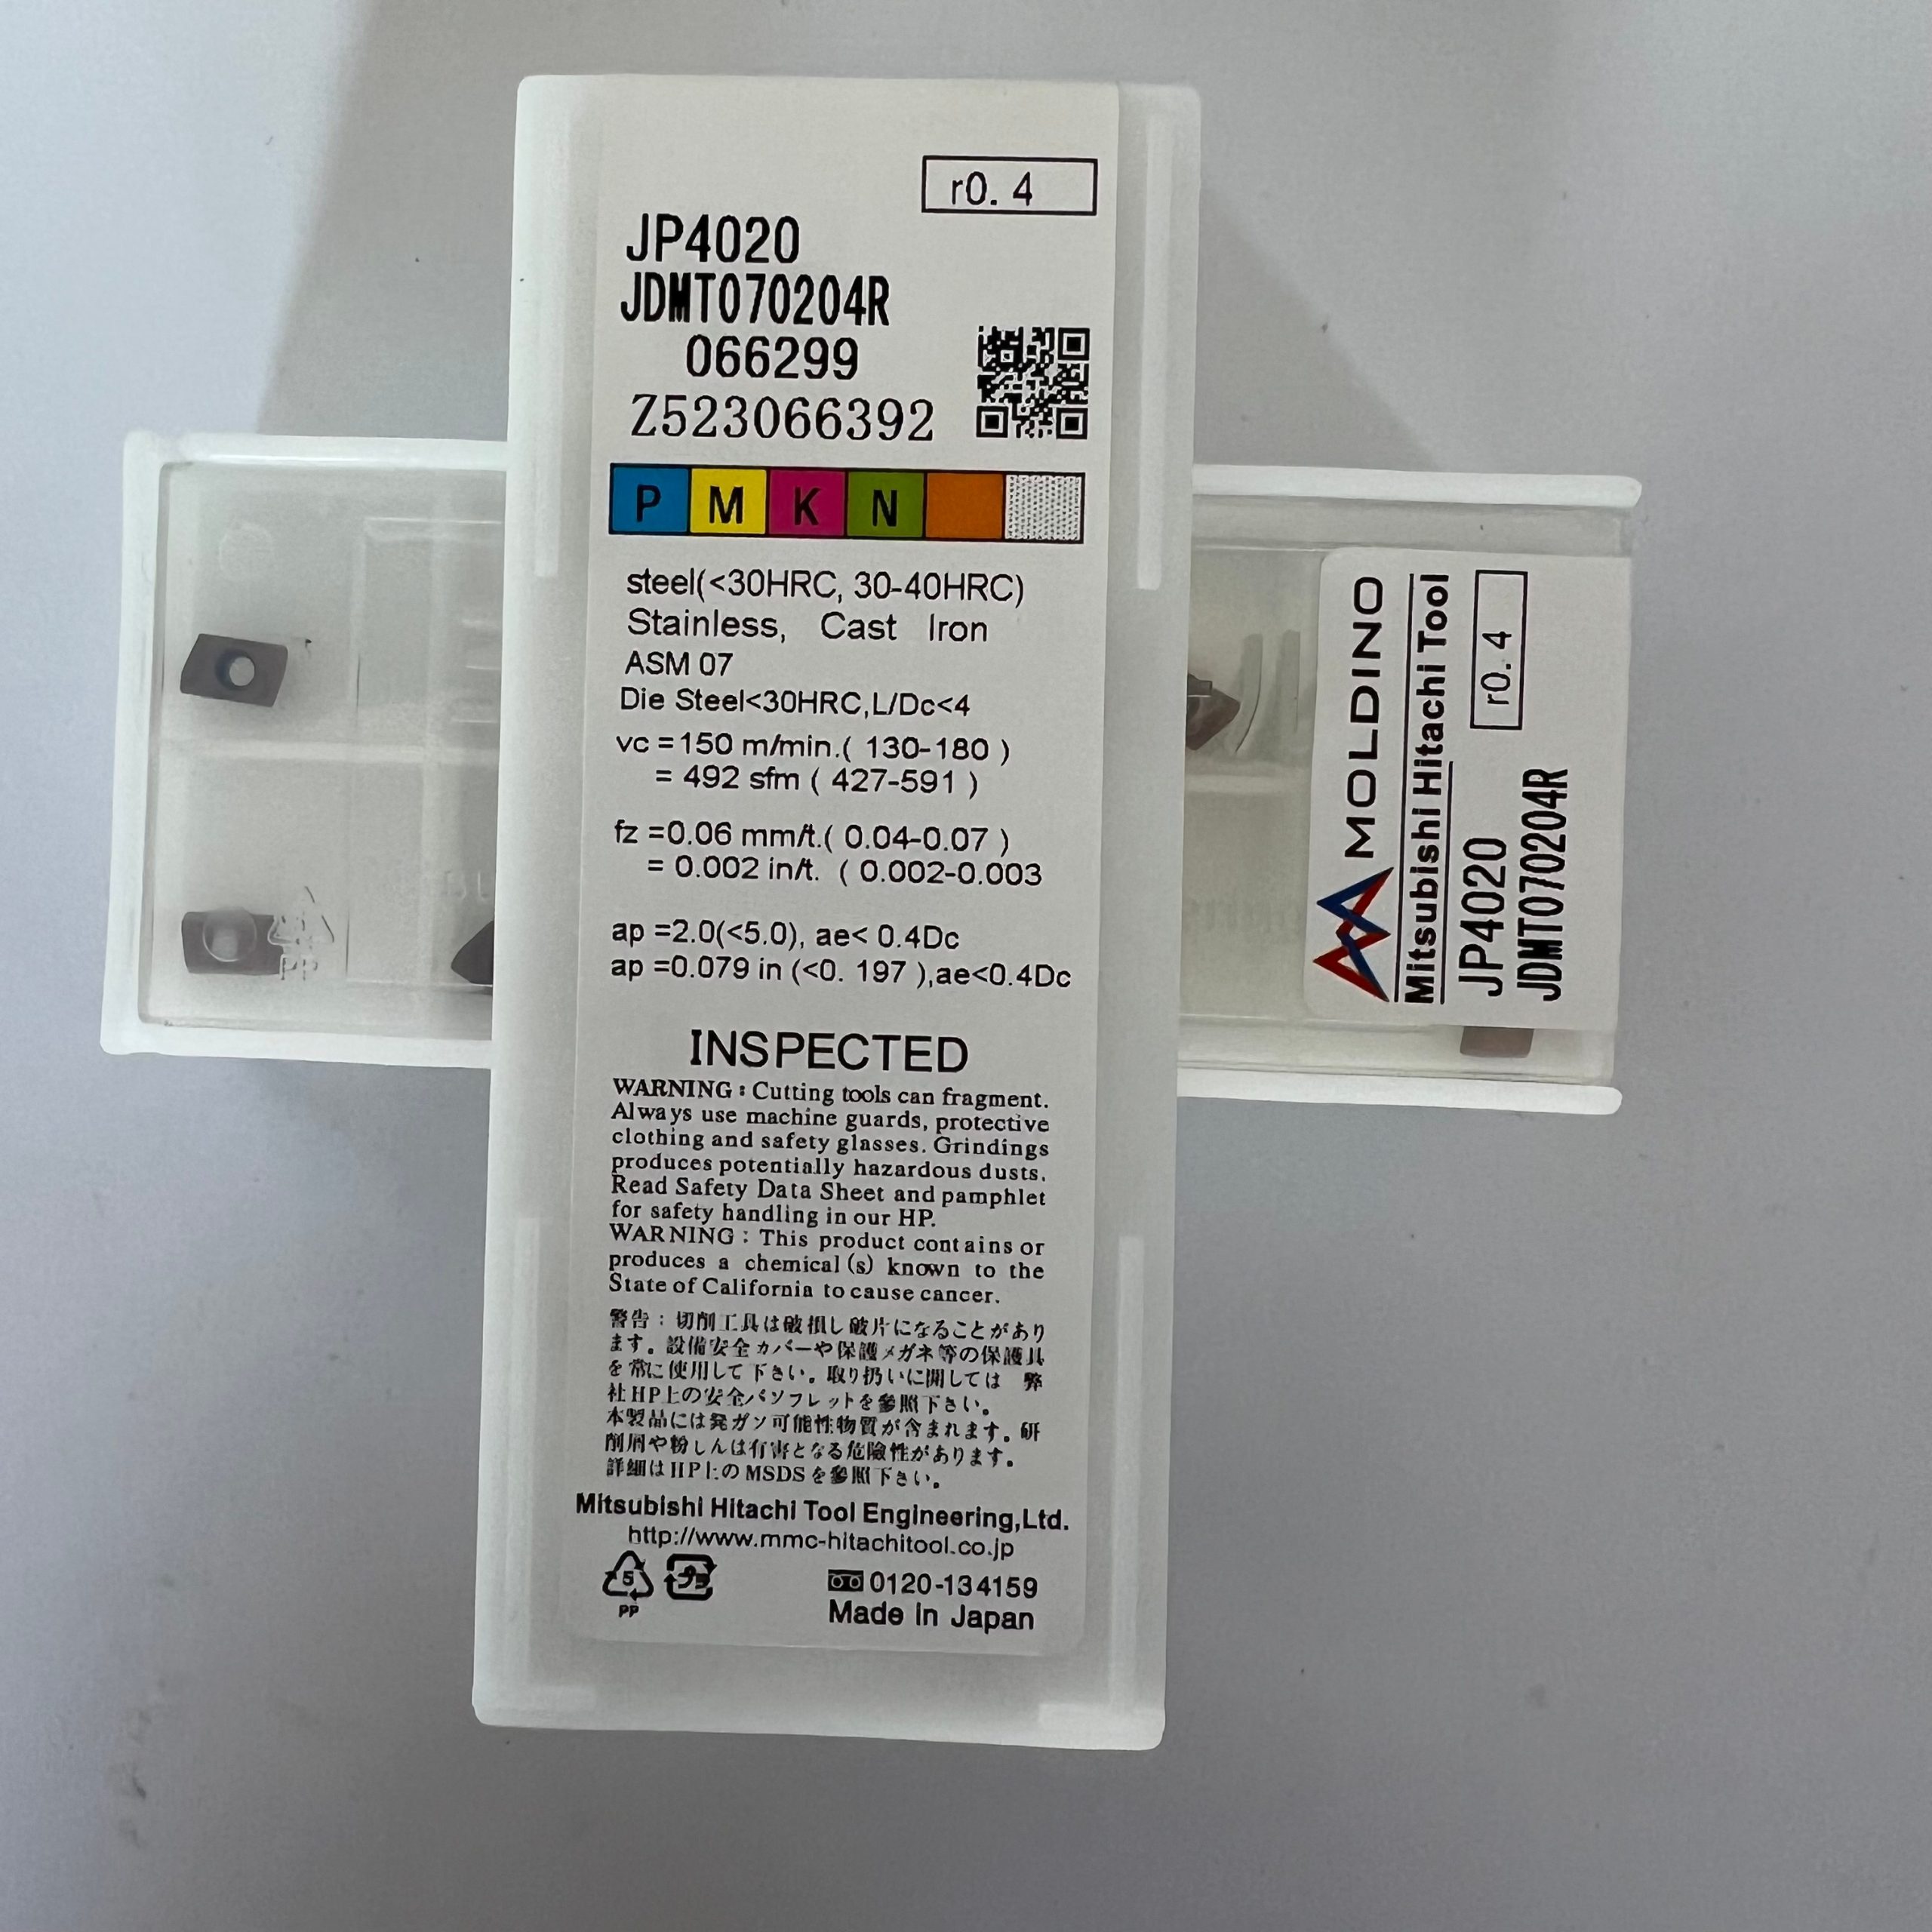 r0. 4
JP4020
JDMT070204R
066299
Z523066392
P M K N
steel(<30HRC, 30-40HRC)
Stainless, Cast Iron
ASM 07
Die Steel<30HRC,L/Dc<4
vc =150 m/min.( 130-180 )
= 492 sfm ( 427-591 )
fz =0.06 mm/t.( 0.04-0.07 )
= 0.002 in/t. ( 0.002-0.003
ap =2.0(<5.0), ae< 0.4Dc
ap =0.079 in (<0. 197 ),ae<0.4Dc
INSPECTED
WARNING : Cutting tools can fragment.
Always use machine guards, protective
clothing and safety glasses. Grindings
produces potentially hazardous dusts.
Read Safety Data Sheet and pamphlet
for safety handling in our HP.
WARNING : This product contains or
produces a chemical (s) known to the
State of California to cause cancer.
警告：切削工具は破損し破片になることがあり
ます。設備安全カバーや保護メガネ等の保護具
を常に使用して下さい。取り扱いに関しては 弊
社HP上の安全パンフレットを参照下さい。
本製品には発ガン可能性物質が含まれます。研
削屑や粉じんは有害となる危険性があります。
詳細はHP上のMSDSを参照下さい。
Mitsubishi Hitachi Tool Engineering,Ltd.
http://www.mmc-hitachitool.co.jp
5
PP
プラ
0120-134159
Made in Japan
MOLDINO
Mitsubishi Hitachi Tool
r0. 4
JP4020
JDMT070204R
PP